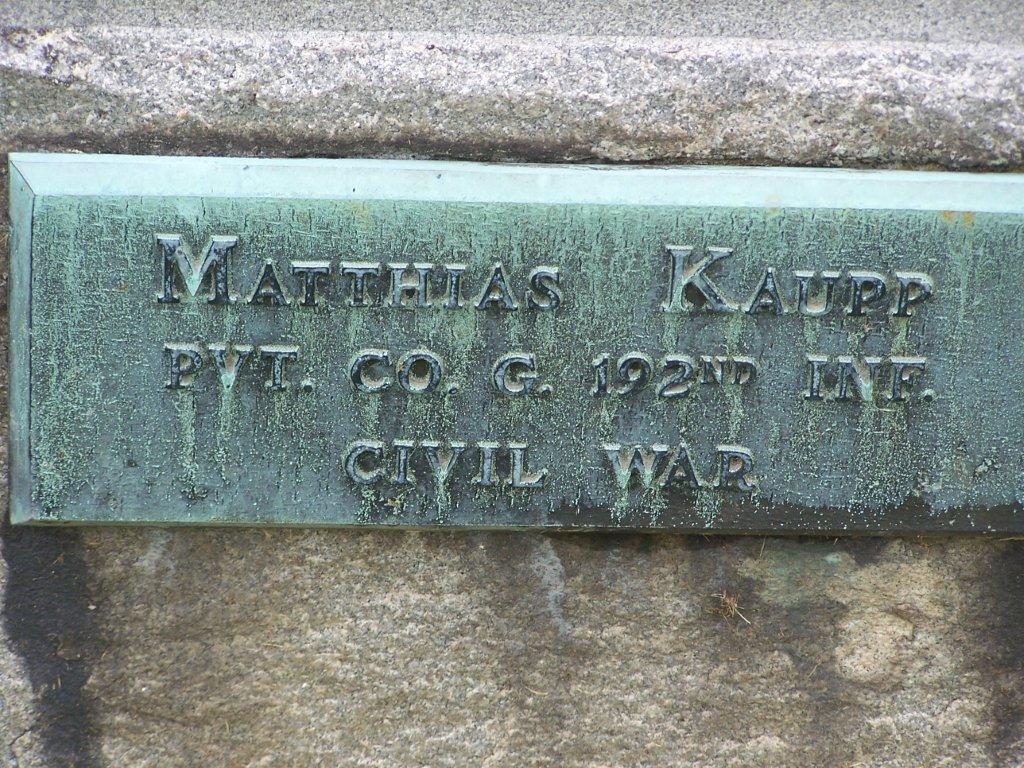 MATTHIAS KAUPP
PVT. CO. G. 192ND INF.
CIVIL WAR